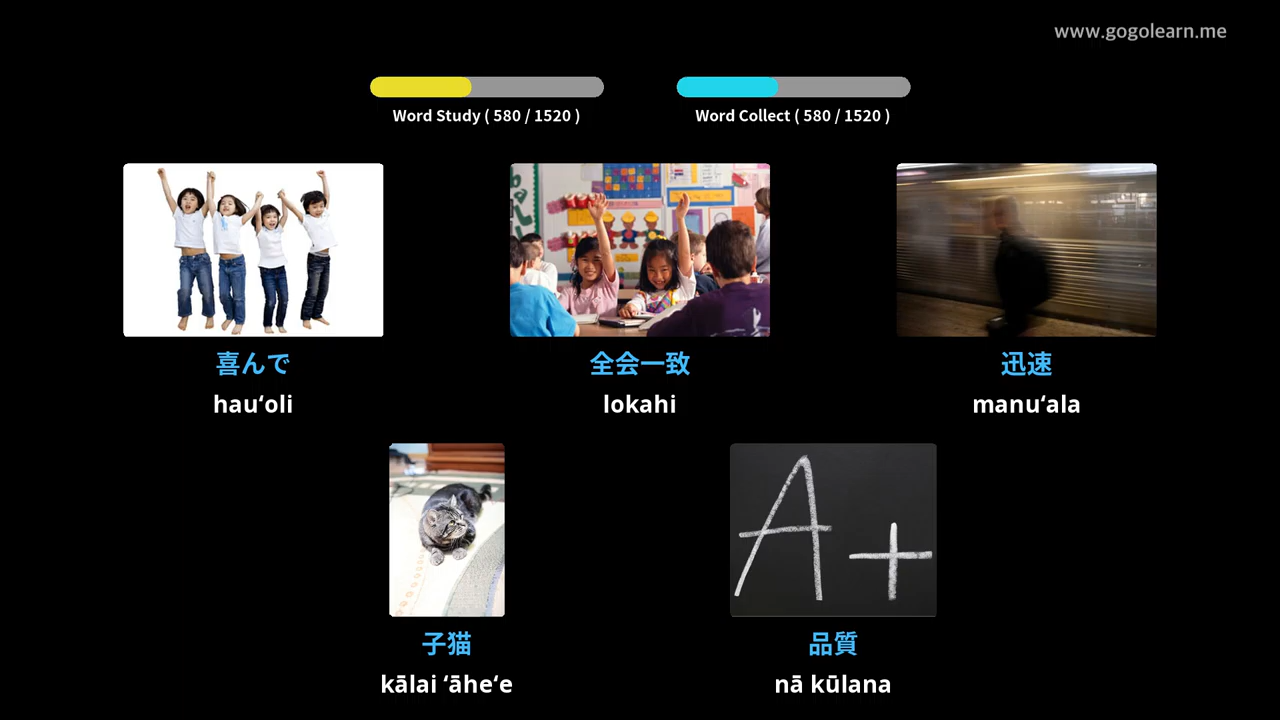 www.gogolearn.me
Word Study ( 580 / 1520 )
Word Collect ( 580 / 1520 )
喜んで
hauʻoli
全会一致
lokahi
迅速
manuʻala
子猫
kālai ʻāheʻe
品質
nā kūlana
A+